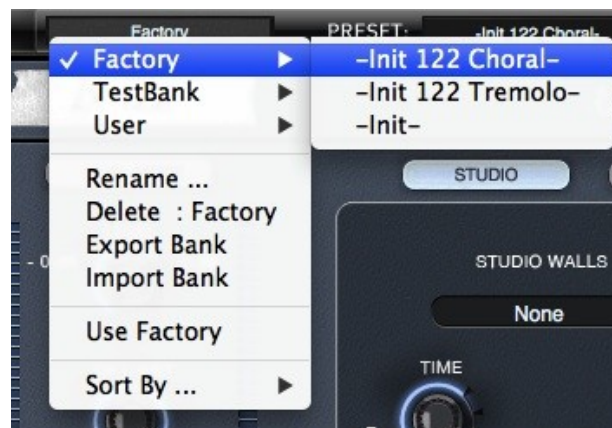 Factory
PRESET:
-Init 122 Choral-
✓ Factory ▶
–Init 122 Choral–
TestBank ▶
–Init 122 Tremolo–
User ▶
–Init–
Rename ...
STUDIO
Delete : Factory
Export Bank
STUDIO WALLS
Import Bank
None
Use Factory
TIME
Sort By ... ▶